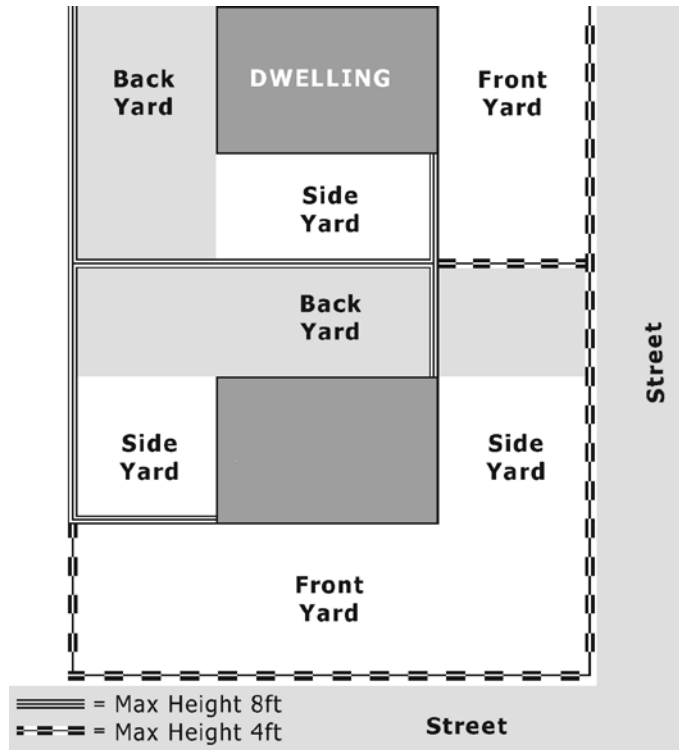 Back
Yard
DWELLING
Front
Yard
Side
Yard
Back
Yard
Street
Side
Yard
Side
Yard
Front
Yard
= Max Height 8ft
= Max Height 4ft
Street